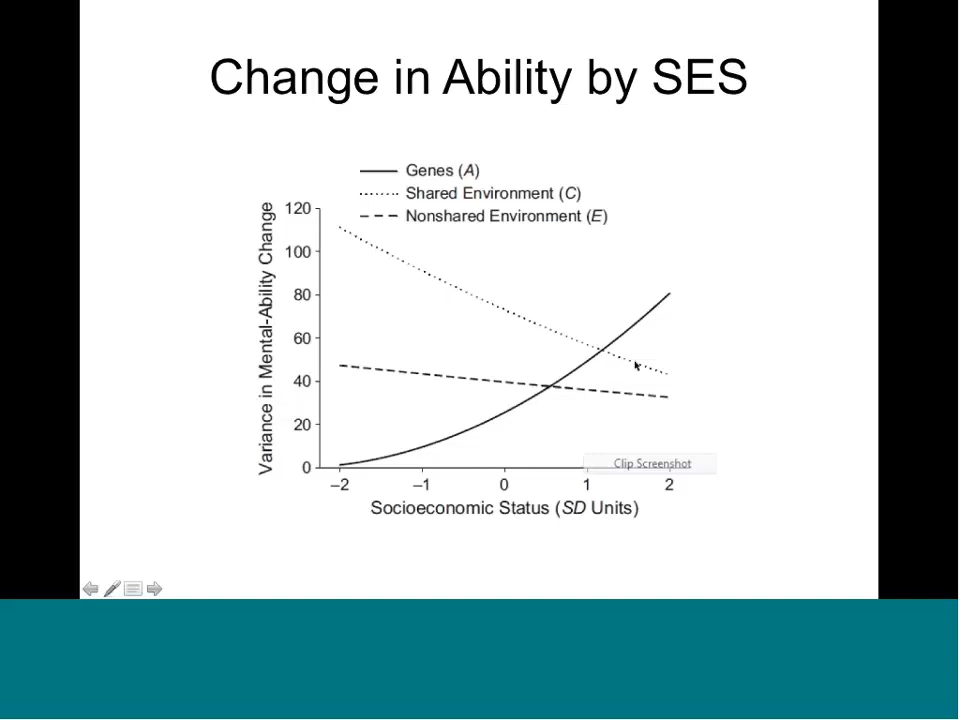 Change in Ability by SES
Genes (A)
Shared Environment (C)
Nonshared Environment (E)
Variance in Mental-Ability Change
120
100
80
60
40
20
0
–2 –1 0 1 2
Clip Screenshot
Socioeconomic Status (SD Units)